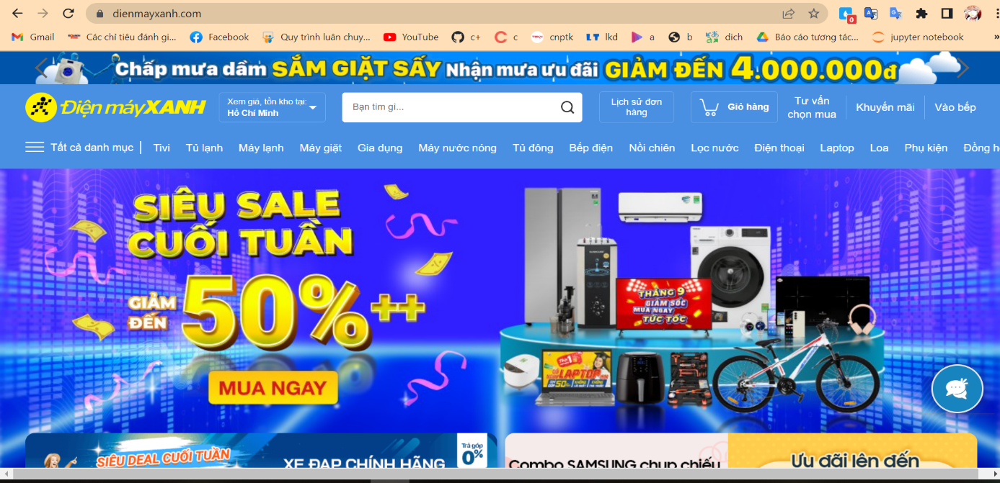 dienmayxanh.com
0
Gmail
Các chỉ tiêu đánh gi...
Facebook
Quy trình luân chuy...
YouTube
c+
c
cnptk
LT lkd
a
b
dich
Báo cáo tương tác...
jupyter notebook
»
Chấp mưa dầm SẮM GIẶT SẤY Nhận mưa ưu đãi GIẢM ĐẾN 4.000.000đ
Điện máy XANH
Xem giá, tồn kho tại:
Hồ Chí Minh
Bạn tìm gì...
Lịch sử đơn
hàng
Giỏ hàng
Tư vấn
chọn mua
Khuyến mãi
Vào bếp
Tất cả danh mục
Tivi
Tủ lạnh
Máy lạnh
Máy giặt
Gia dụng
Máy nước nóng
Tủ đông
Bếp điện
Nồi chiên
Lọc nước
Điện thoại
Laptop
Loa
Phụ kiện
Đồng h
SIÊU SALE
CUỐI TUẦN
GIẢM
ĐẾN
50%++
MUA NGAY
THÁNG 9
GIẢM SỐC
MUA NGAY
TỨC TỐC
LAPTOP
50%
SIÊU DEAL CUỐI TUẦN
XE ĐẠP CHÍNH HÃNG
Trả góp
0%
Combo SAMSUNG chụp chiếu
Ưu đãi lên đến